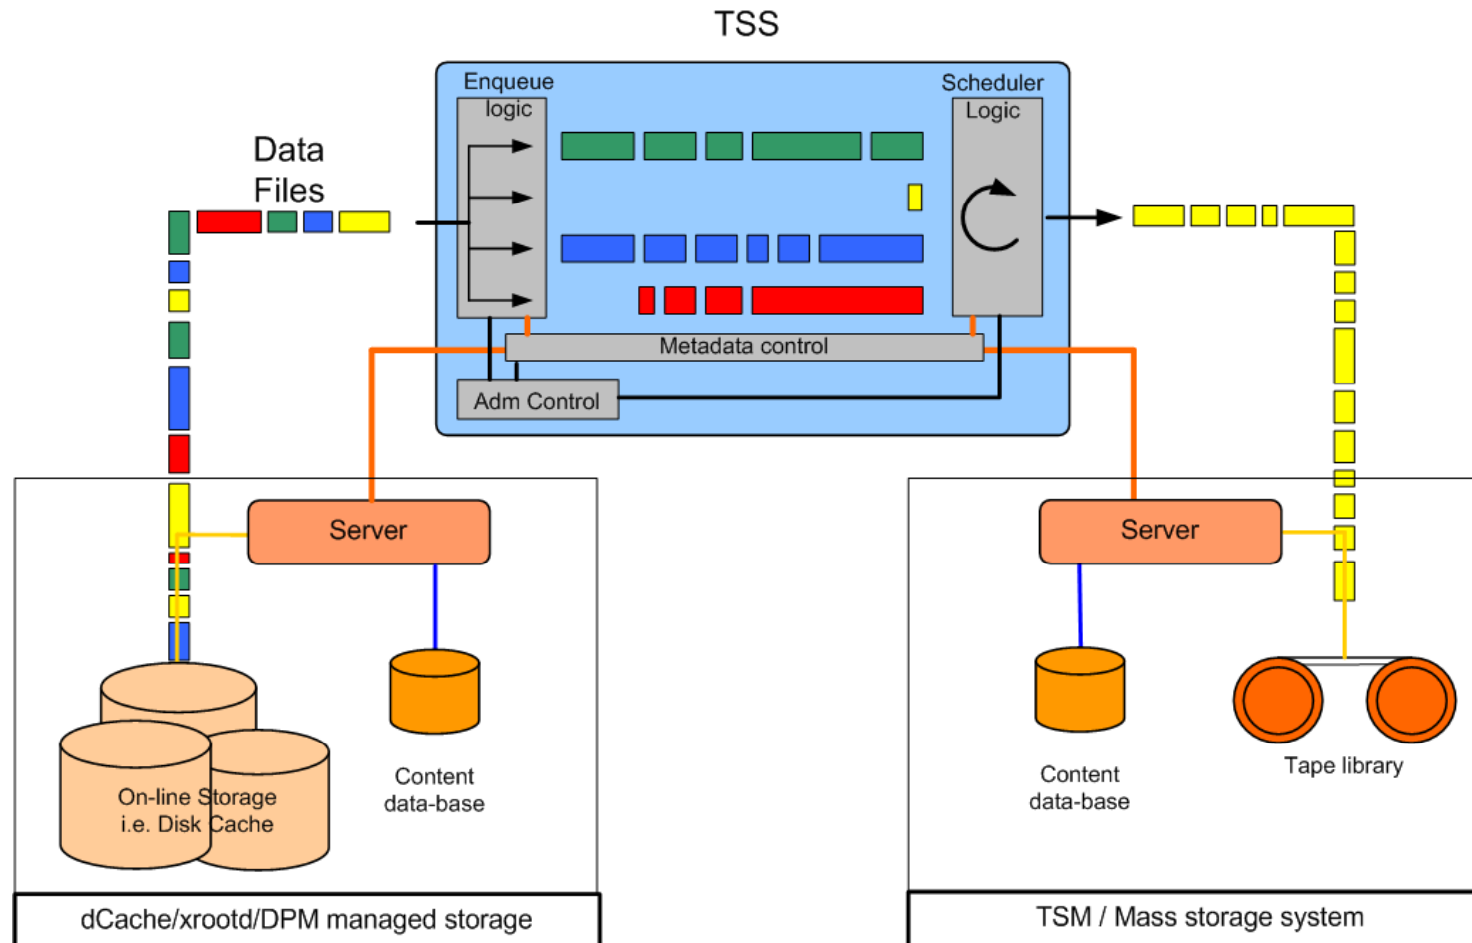 TSS
Enqueue
logic
Scheduler
Logic
Data
Files
Metadata control
Adm Control
Server
Server
Content
data-base
On-line Storage
i.e. Disk Cache
Content
data-base
Tape library
dCache/xrootd/DPM managed storage
TSM / Mass storage system